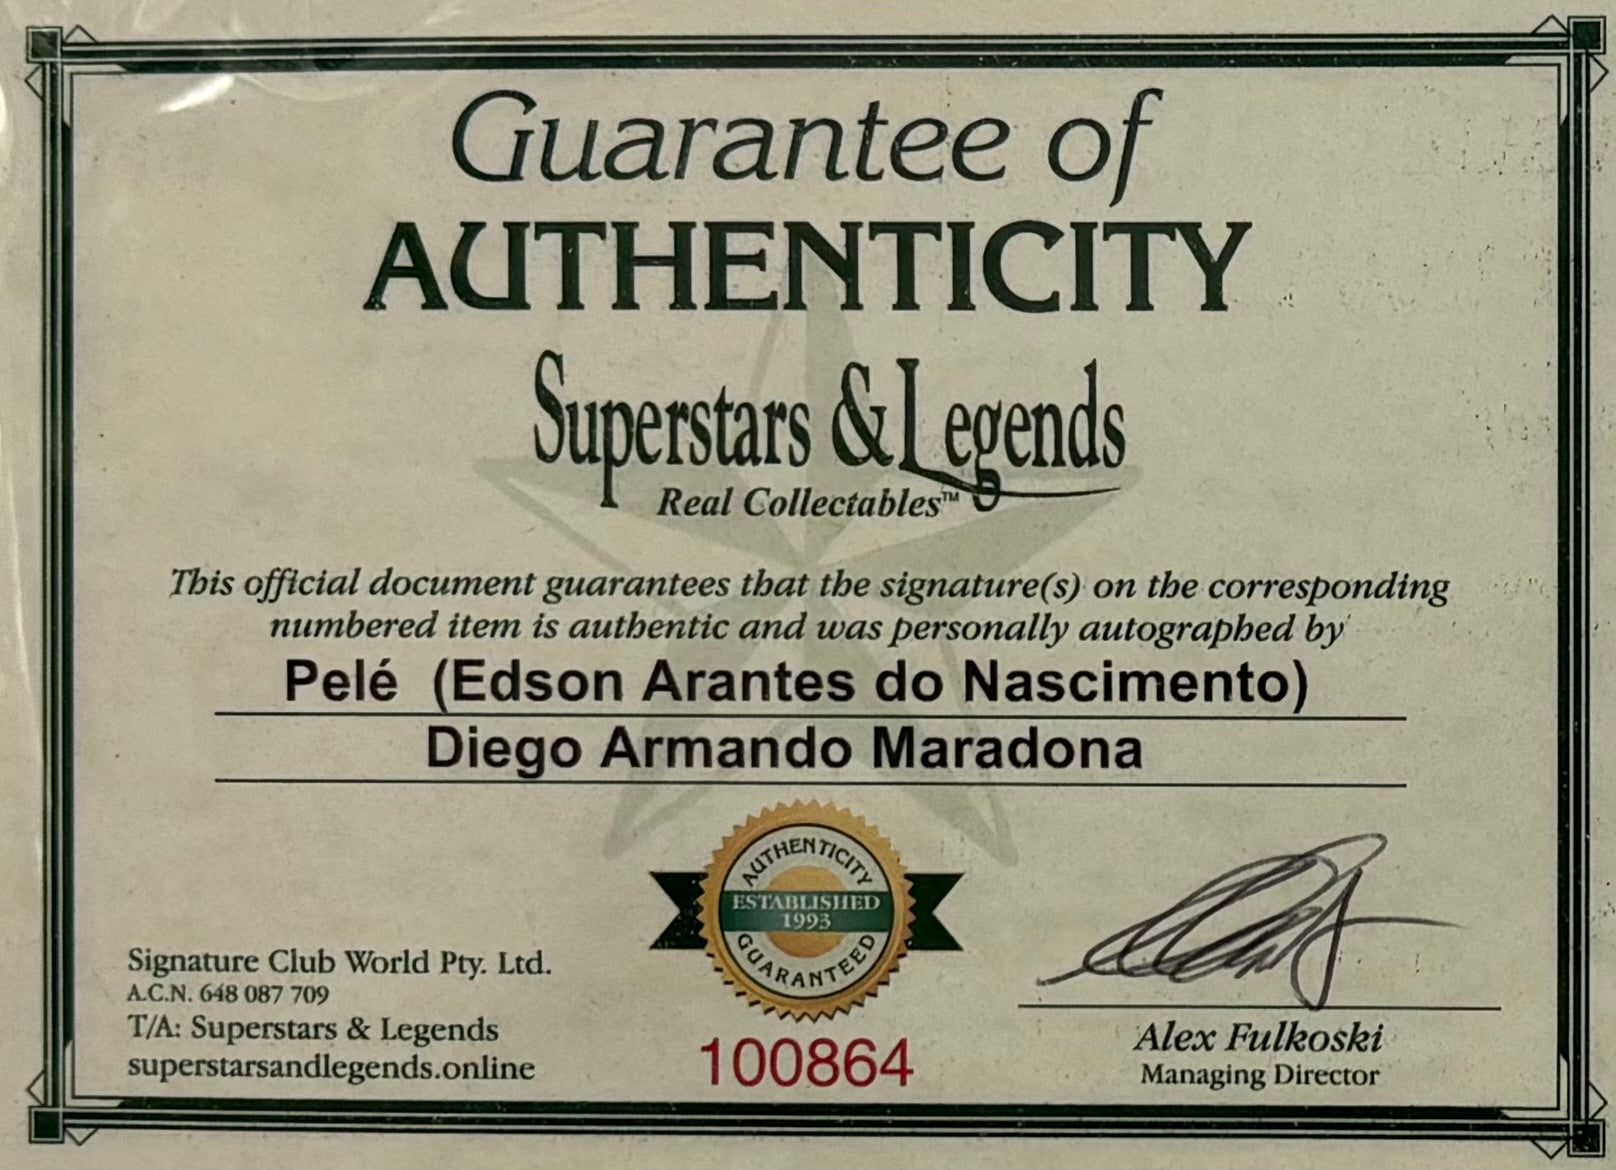 Guarantee of
AUTHENTICITY
Superstars & Legends
Real Collectables™
This official document guarantees that the signature(s) on the corresponding
numbered item is authentic and was personally autographed by
Pelé (Edson Arantes do Nascimento)
Diego Armando Maradona
AUTHENTICITY
ESTABLISHED
1993
GUARANTEED
Signature Club World Pty. Ltd.
A.C.N. 648 087 709
T/A: Superstars & Legends
superstarsandlegends.online
100864
Alex Fulkoski
Managing Director